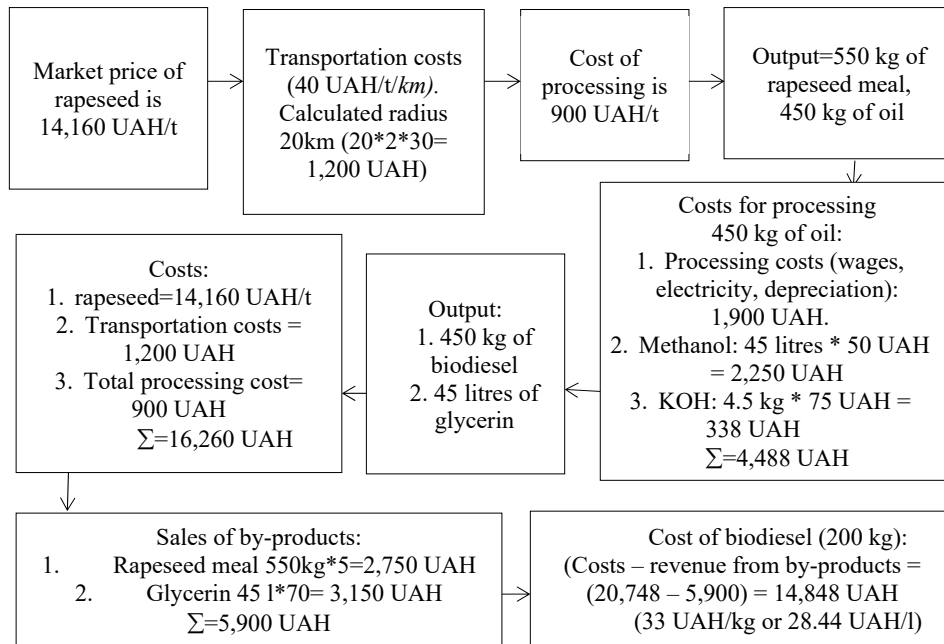 Market price of
rapeseed is
14,160 UAH/t
Transportation costs
(40 UAH/t/km).
Calculated radius
20km (20*2*30=
1,200 UAH)
Cost of
processing is
900 UAH/t
Output=550 kg of
rapeseed meal,
450 kg of oil
Costs for processing
450 kg of oil:
1. Processing costs (wages,
electricity, depreciation):
1,900 UAH.
2. Methanol: 45 litres * 50 UAH
= 2,250 UAH
3. KOH: 4.5 kg * 75 UAH =
338 UAH
∑=4,488 UAH
Output:
1. 450 kg of
biodiesel
2. 45 litres of
glycerin
Costs:
1. rapeseed=14,160 UAH/t
2. Transportation costs =
1,200 UAH
3. Total processing cost=
900 UAH
∑=16,260 UAH
Sales of by-products:
1. Rapeseed meal 550kg*5=2,750 UAH
2. Glycerin 45 l*70= 3,150 UAH
∑=5,900 UAH
Cost of biodiesel (200 kg):
(Costs – revenue from by-products =
(20,748 – 5,900) = 14,848 UAH
(33 UAH/kg or 28.44 UAH/l)